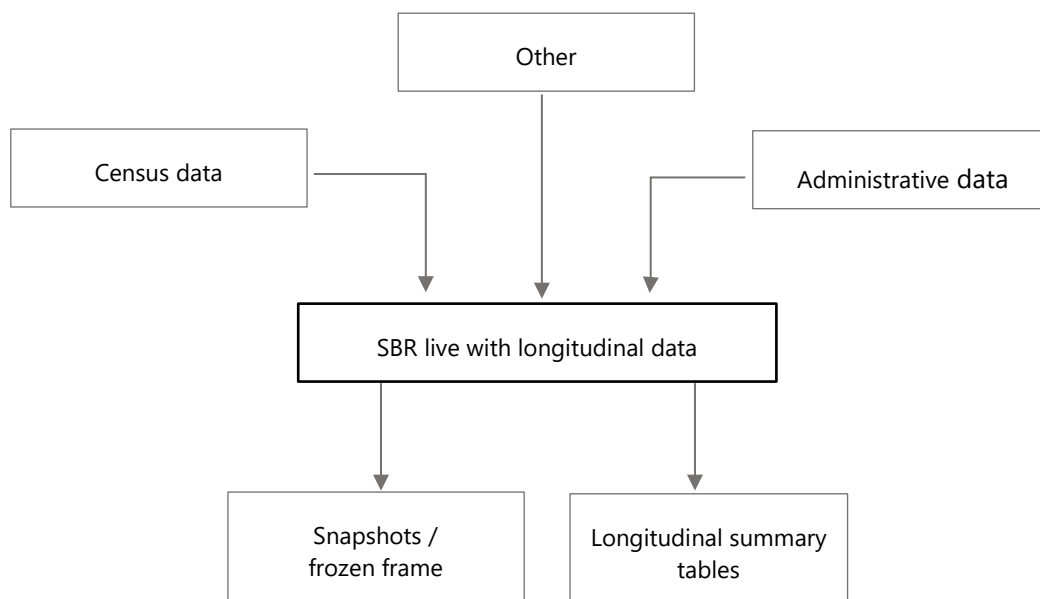 Other
Census data
Administrative data
SBR live with longitudinal data
Snapshots /
frozen frame
Longitudinal summary
tables